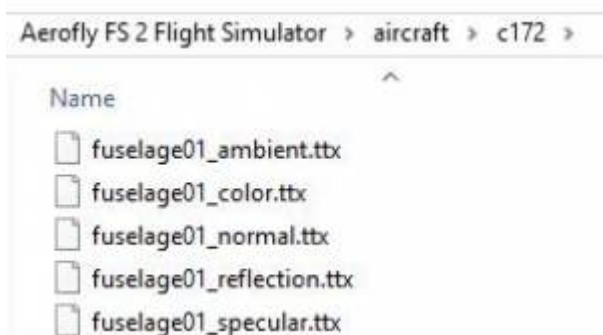 Aerofly FS 2 Flight Simulator > aircraft > c172 >
Name
fuselage01_ambient.ttx
fuselage01_color.ttx
fuselage01_normal.ttx
fuselage01_reflection.ttx
fuselage01_specular.ttx